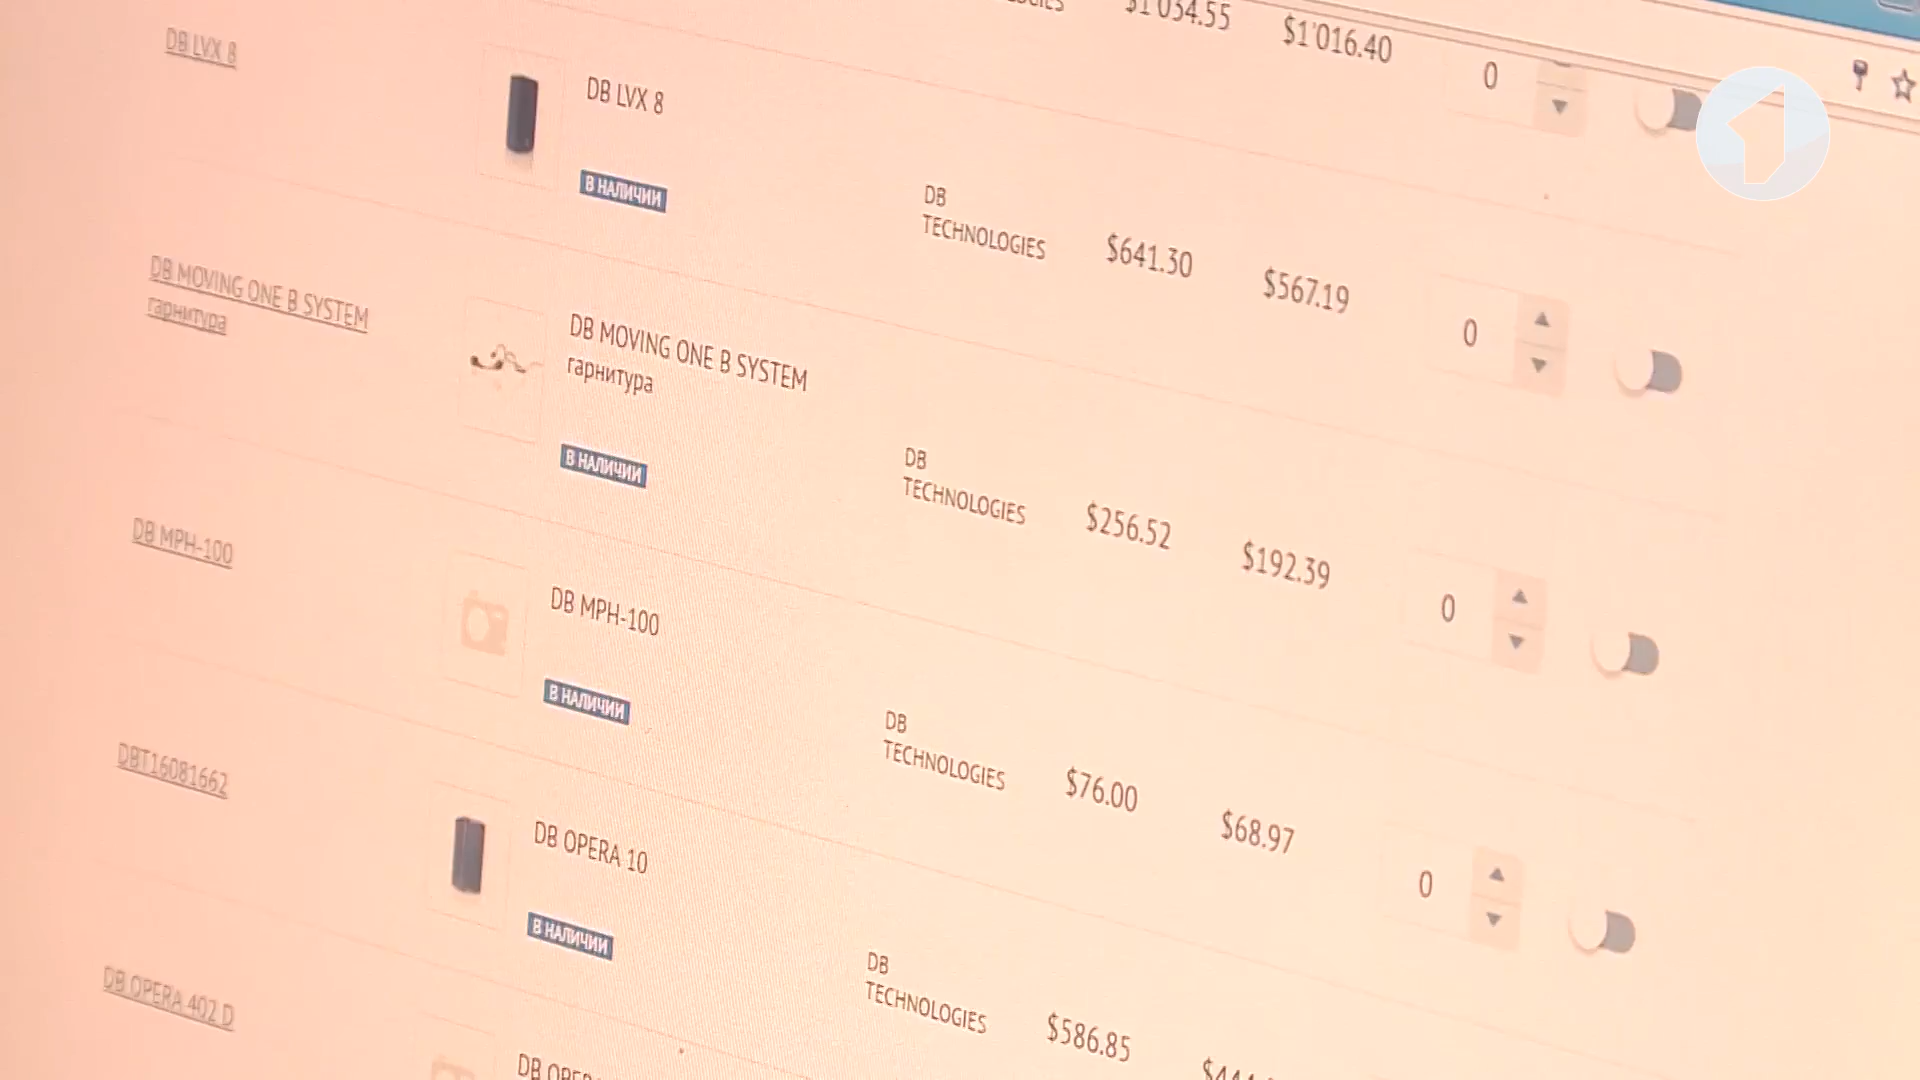 $1'034.55 $1'016.40 0
DB LVX 8
DB LVX 8
В НАЛИЧИИ
DB
TECHNOLOGIES
$641.30 $567.19 0
DB MOVING ONE B SYSTEM
гарнитура
DB MOVING ONE B SYSTEM
гарнитура
В НАЛИЧИИ
DB
TECHNOLOGIES
$256.52 $192.39 0
DB MPH-100
DB MPH-100
В НАЛИЧИИ
DB
TECHNOLOGIES
$76.00 $68.97 0
DBT16081662
DB OPERA 10
В НАЛИЧИИ
DB
TECHNOLOGIES
$586.85
DB OPERA 402 D
DB